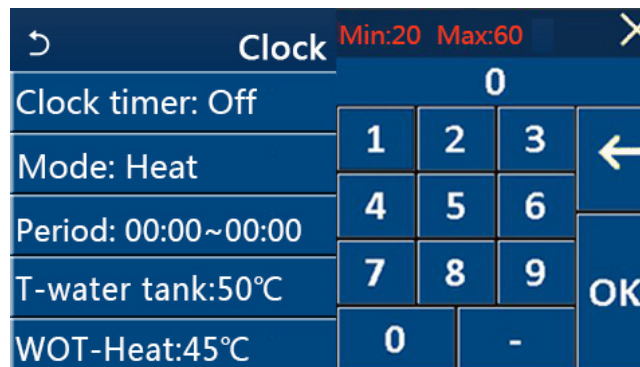 Clock
Clock timer: Off
Mode: Heat
Period: 00:00~00:00
T-water tank:50℃
WOT-Heat:45℃
Min:20 Max:60
0
1 2 3
4 5 6
7 8 9
0 -
OK